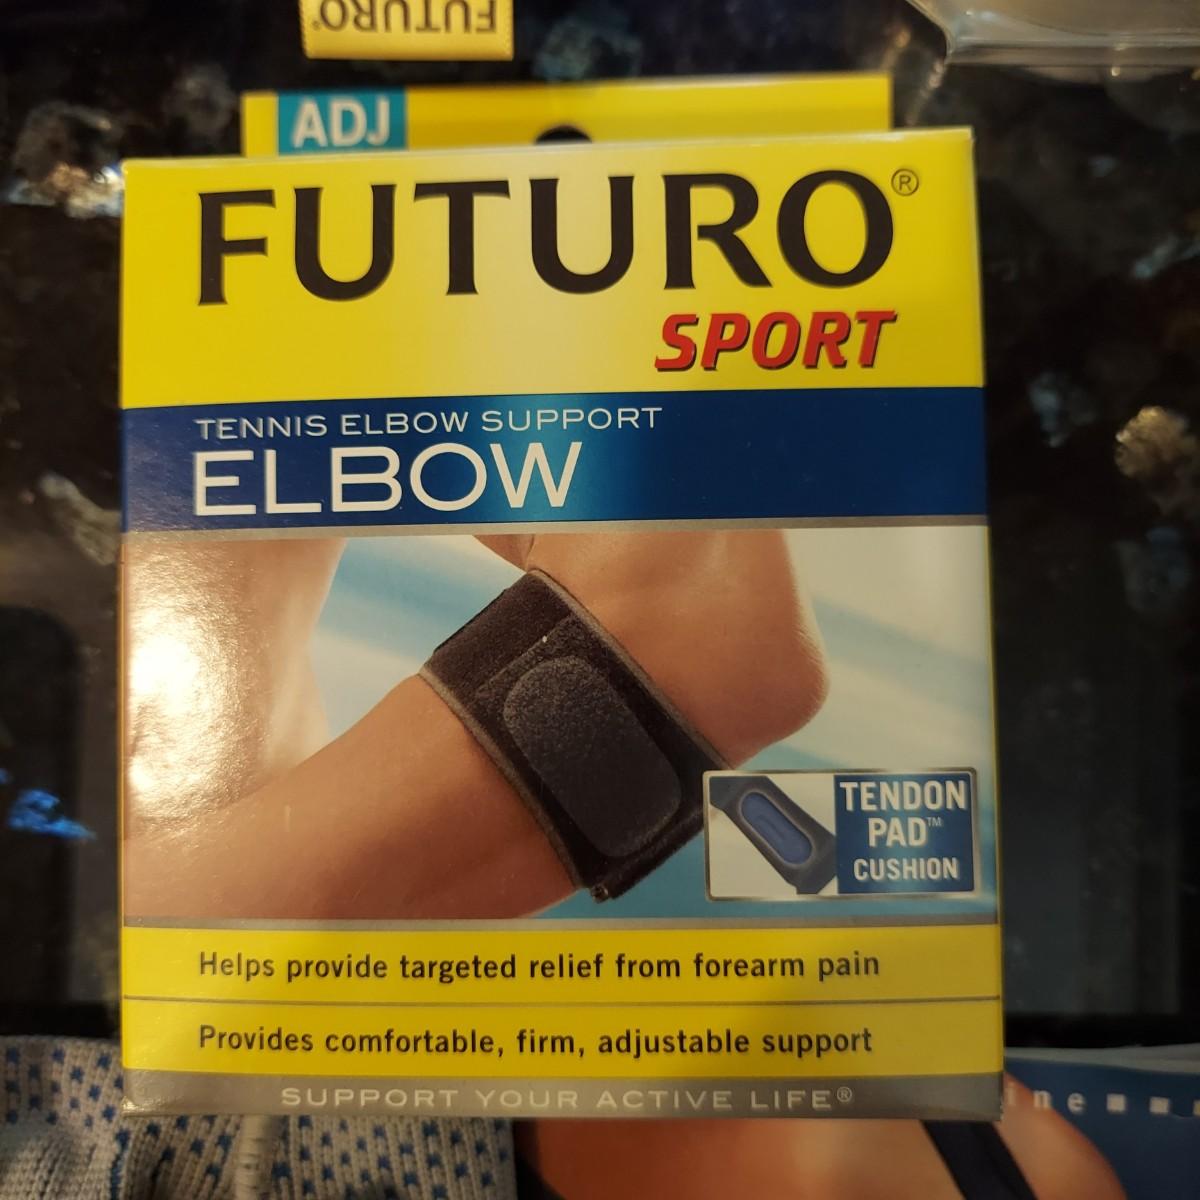 FUTURO®
ADJ
FUTURO®
SPORT
TENNIS ELBOW SUPPORT
ELBOW
TENDON
PAD™
CUSHION
Helps provide targeted relief from forearm pain
Provides comfortable, firm, adjustable support
SUPPORT YOUR ACTIVE LIFE®